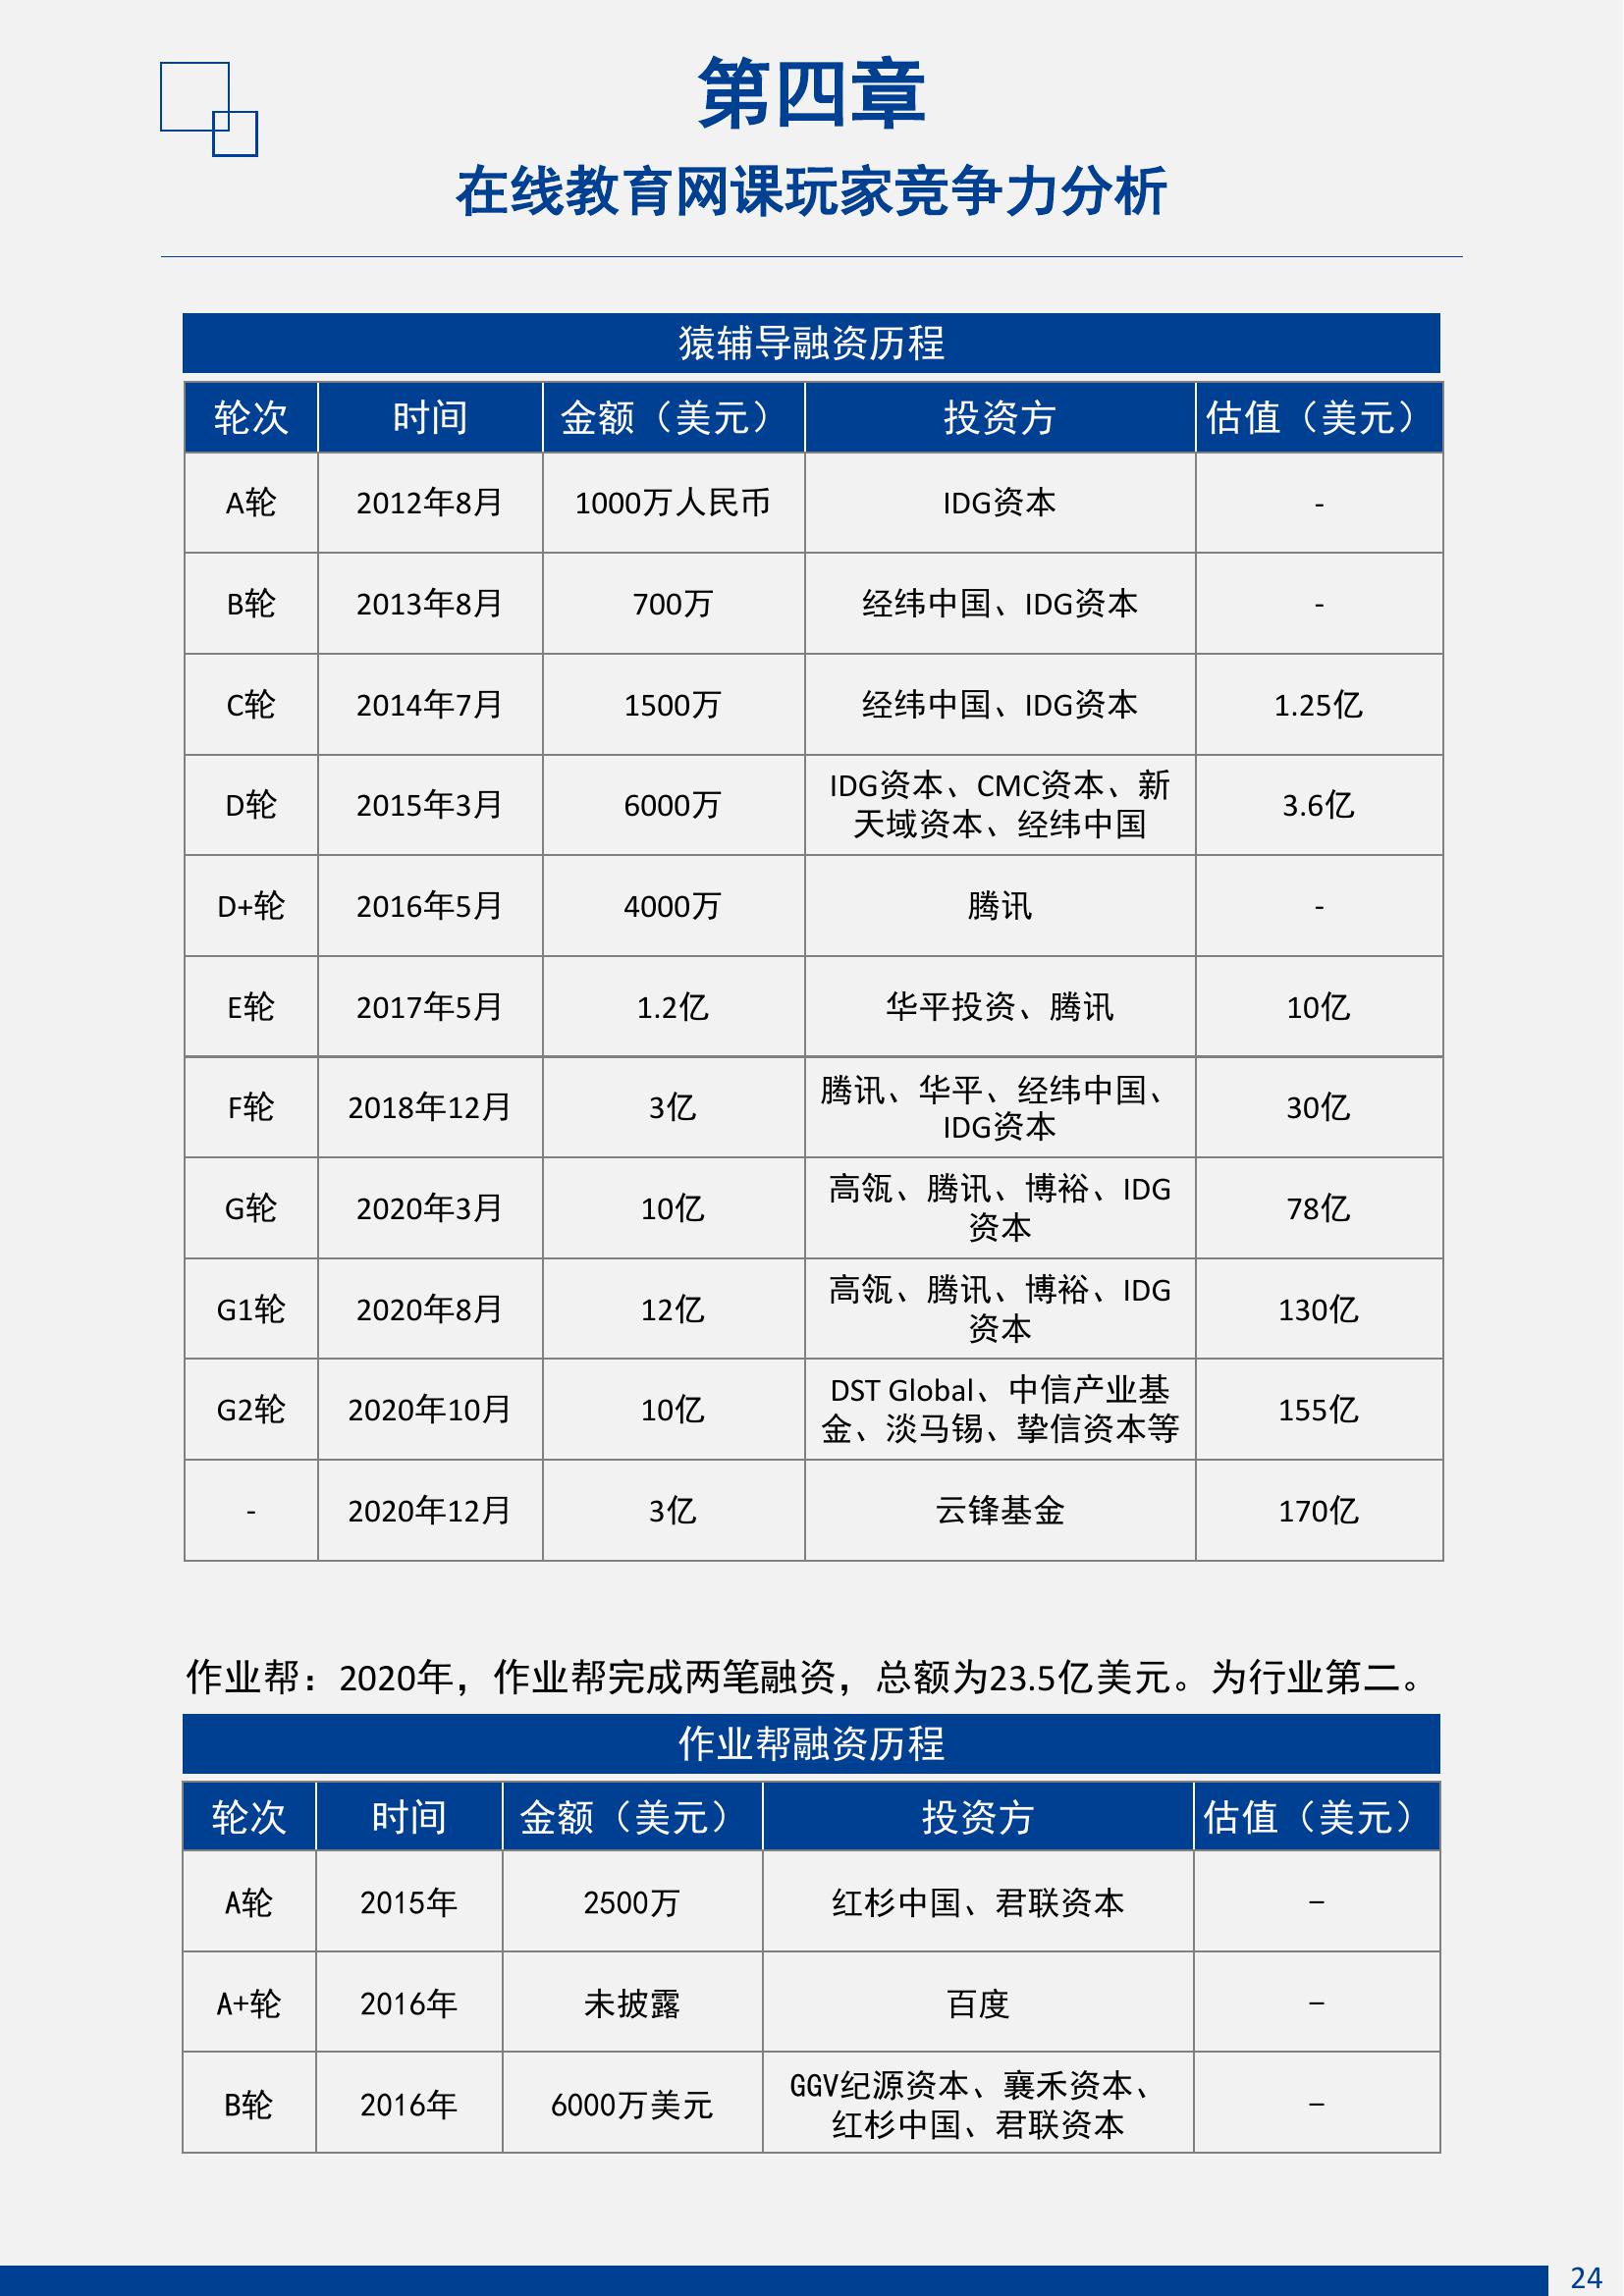 第四章
在线教育网课玩家竞争力分析
猿辅导融资历程
轮次 时间 金额（美元） 投资方 估值（美元）
A轮 2012年8月 1000万人民币 IDG资本 -
B轮 2013年8月 700万 经纬中国、IDG资本 -
C轮 2014年7月 1500万 经纬中国、IDG资本 1.25亿
D轮 2015年3月 6000万 IDG资本、CMC资本、新
天域资本、经纬中国 3.6亿
D+轮 2016年5月 4000万 腾讯 -
E轮 2017年5月 1.2亿 华平投资、腾讯 10亿
F轮 2018年12月 3亿 腾讯、华平、经纬中国、
IDG资本 30亿
G轮 2020年3月 10亿 高瓴、腾讯、博裕、IDG
资本 78亿
G1轮 2020年8月 12亿 高瓴、腾讯、博裕、IDG
资本 130亿
G2轮 2020年10月 10亿 DST Global、中信产业基
金、淡马锡、挚信资本等 155亿
- 2020年12月 3亿 云锋基金 170亿
作业帮：2020年，作业帮完成两笔融资，总额为23.5亿美元。为行业第二。
作业帮融资历程
轮次 时间 金额（美元） 投资方 估值（美元）
A轮 2015年 2500万 红杉中国、君联资本 –
A+轮 2016年 未披露 百度 –
B轮 2016年 6000万美元 GGV纪源资本、襄禾资本、
红杉中国、君联资本 –
24